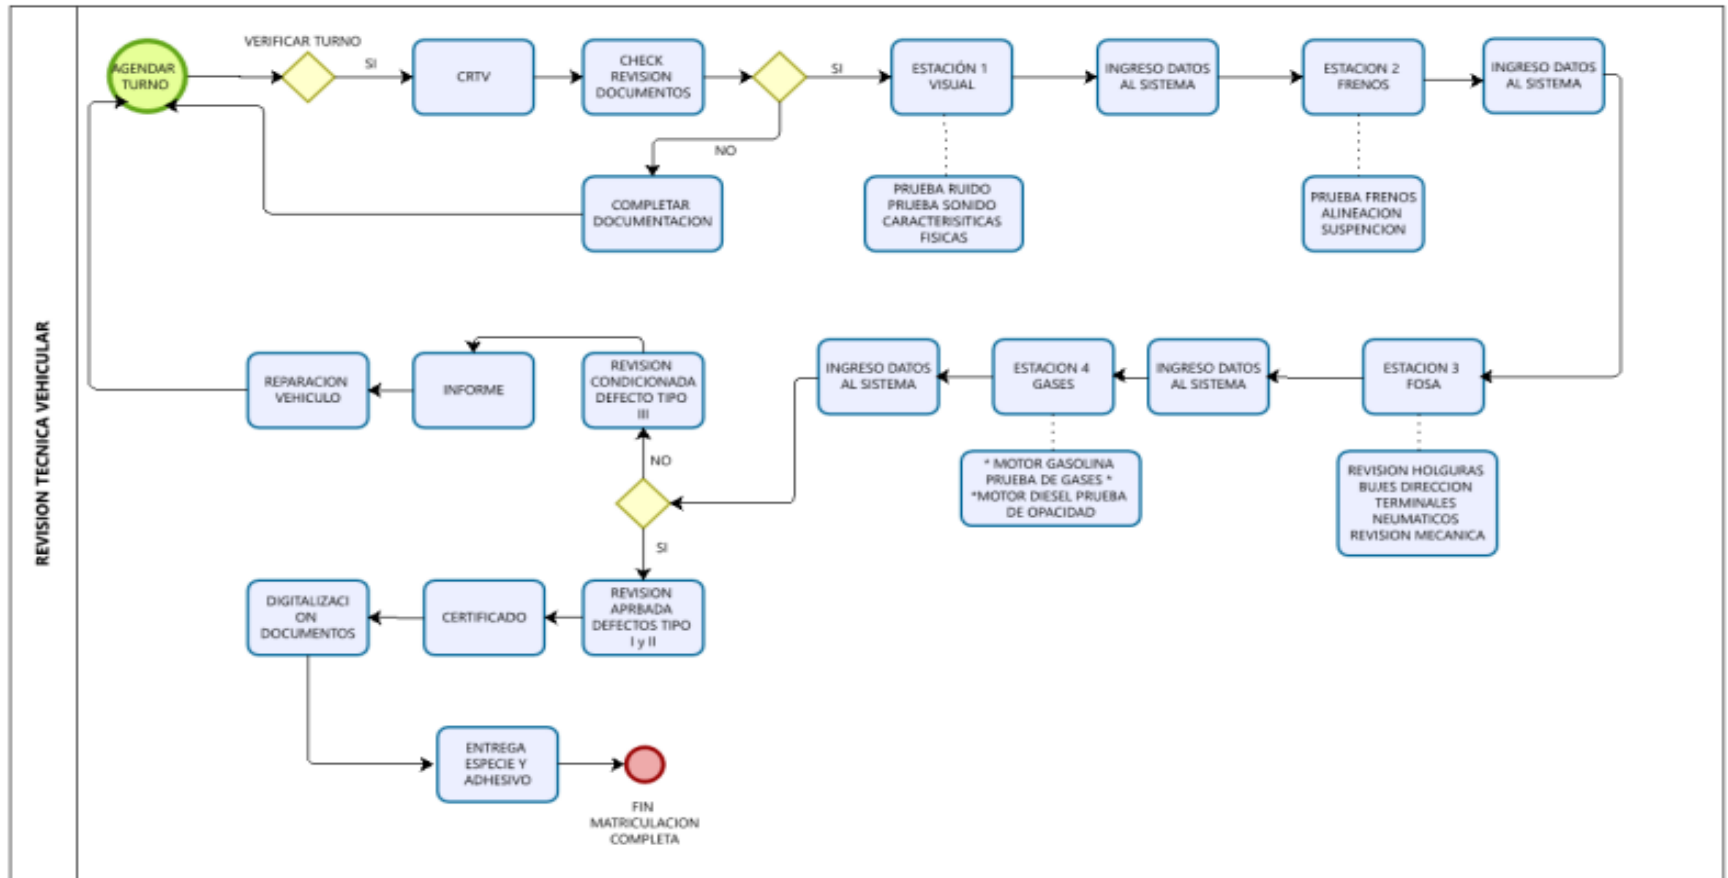 REVISION TECNICA VEHICULAR
AGENDAR
TURNO
VERIFICAR TURNO
SI
CRTV
CHECK
REVISION
DOCUMENTOS
SI
NO
COMPLETAR
DOCUMENTACION
ESTACIÓN 1
VISUAL
PRUEBA RUIDO
PRUEBA SONIDO
CARACTERISITICAS
FISICAS
INGRESO DATOS
AL SISTEMA
ESTACION 2
FRENOS
PRUEBA FRENOS
ALINEACION
SUSPENCION
INGRESO DATOS
AL SISTEMA
ESTACION 3
FOSA
REVISION HOLGURAS
BUJES DIRECCION
TERMINALES
NEUMATICOS
REVISION MECANICA
INGRESO DATOS
AL SISTEMA
ESTACION 4
GASES
* MOTOR GASOLINA
PRUEBA DE GASES *
*MOTOR DIESEL PRUEBA
DE OPACIDAD
INGRESO DATOS
AL SISTEMA
NO
REVISION
CONDICIONADA
DEFECTO TIPO
III
INFORME
REPARACION
VEHICULO
SI
REVISION
APRBADA
DEFECTOS TIPO
I y II
CERTIFICADO
DIGITALIZACI
ON
DOCUMENTOS
ENTREGA
ESPECIE Y
ADHESIVO
FIN
MATRICULACION
COMPLETA